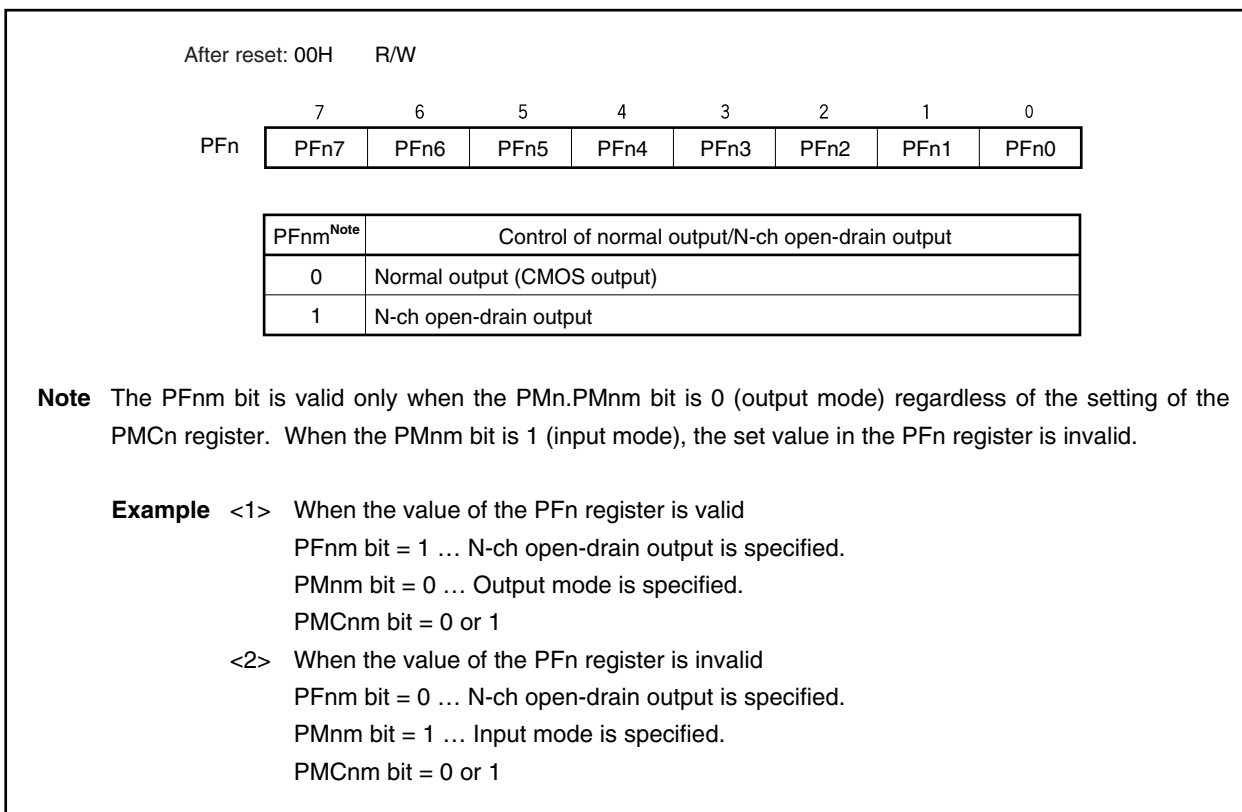 After reset: 00H R/W
7 6 5 4 3 2 1 0
PFn PFn7 PFn6 PFn5 PFn4 PFn3 PFn2 PFn1 PFn0
PFnmNote Control of normal output/N-ch open-drain output
0 Normal output (CMOS output)
1 N-ch open-drain output
Note The PFnm bit is valid only when the PMn.PMnm bit is 0 (output mode) regardless of the setting of the
PMCn register. When the PMnm bit is 1 (input mode), the set value in the PFn register is invalid.
Example <1> When the value of the PFn register is valid
PFnm bit = 1 … N-ch open-drain output is specified.
PMnm bit = 0 … Output mode is specified.
PMCnm bit = 0 or 1
<2> When the value of the PFn register is invalid
PFnm bit = 0 … N-ch open-drain output is specified.
PMnm bit = 1 … Input mode is specified.
PMCnm bit = 0 or 1